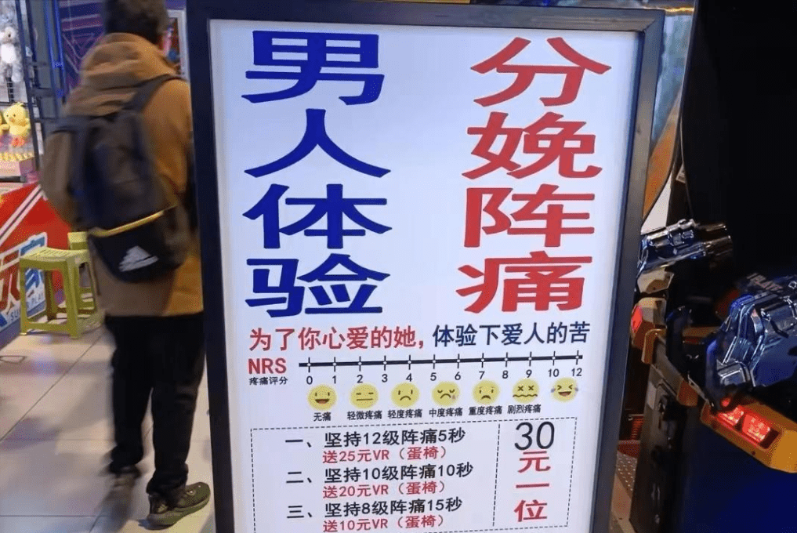 男人体验
分娩阵痛
为了你心爱的她，体验下爱人的苦
NRS
疼痛评分
0 1 2 3 4 5 6 7 8 9 10 12
无痛 轻微疼痛 轻度疼痛 中度疼痛 重度疼痛 剧烈疼痛
一、坚持12级阵痛5秒
送25元VR（蛋椅）
二、坚持10级阵痛10秒
送20元VR（蛋椅）
三、坚持8级阵痛15秒
送10元VR（蛋椅）
30
元
一
位